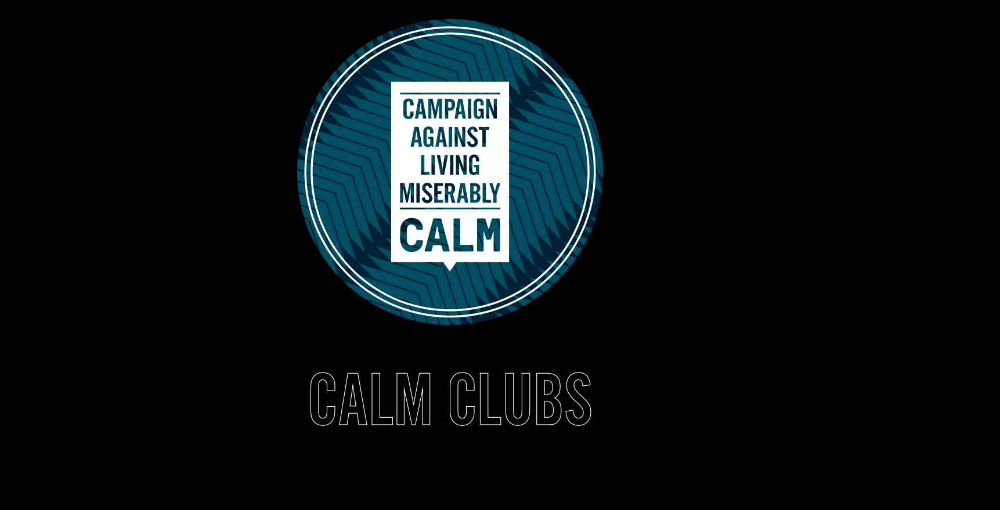 CAMPAIGN
AGAINST
LIVING
MISERABLY
CALM
CALM CLUBS